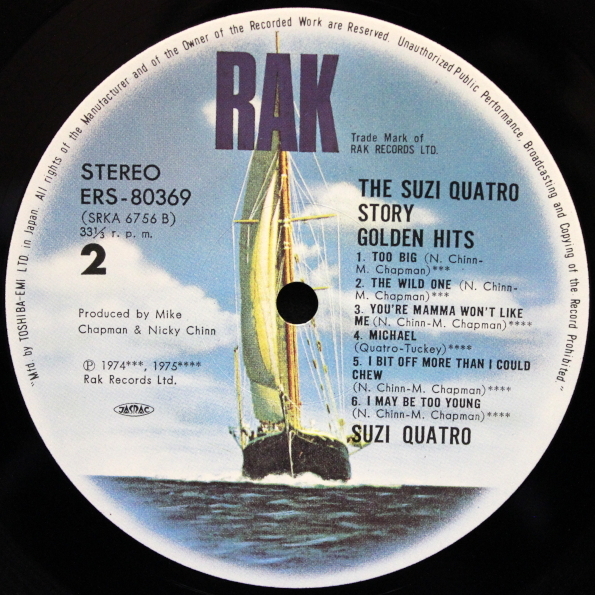 "Mfd. by TOSHIBA-EMI LTD. in Japan. All rights of the Manufacturer and of the Owner of the Recorded Work are Reserved. Unauthorized Public Performance, Broadcasting and Copying of the Record Prohibited"
RAK
Trade Mark of
RAK RECORDS LTD.
STEREO
ERS-80369
(SRKA 6756 B)
33⅓ r. p. m.
2
Produced by Mike
Chapman & Nicky Chinn
Ⓟ 1974***, 1975****
Rak Records Ltd.
JASRAC
THE SUZI QUATRO
STORY
GOLDEN HITS
1. TOO BIG (N. Chinn-
M. Chapman)***
2. THE WILD ONE (N. Chinn-
M. Chapman)***
3. YOU'RE MAMMA WON'T LIKE
ME (N. Chinn-M. Chapman)****
4. MICHAEL
(Quatro-Tuckey)****
5. I BIT OFF MORE THAN I COULD
CHEW
(N. Chinn-M. Chapman)****
6. I MAY BE TOO YOUNG
(N. Chinn-M. Chapman)****
SUZI QUATRO